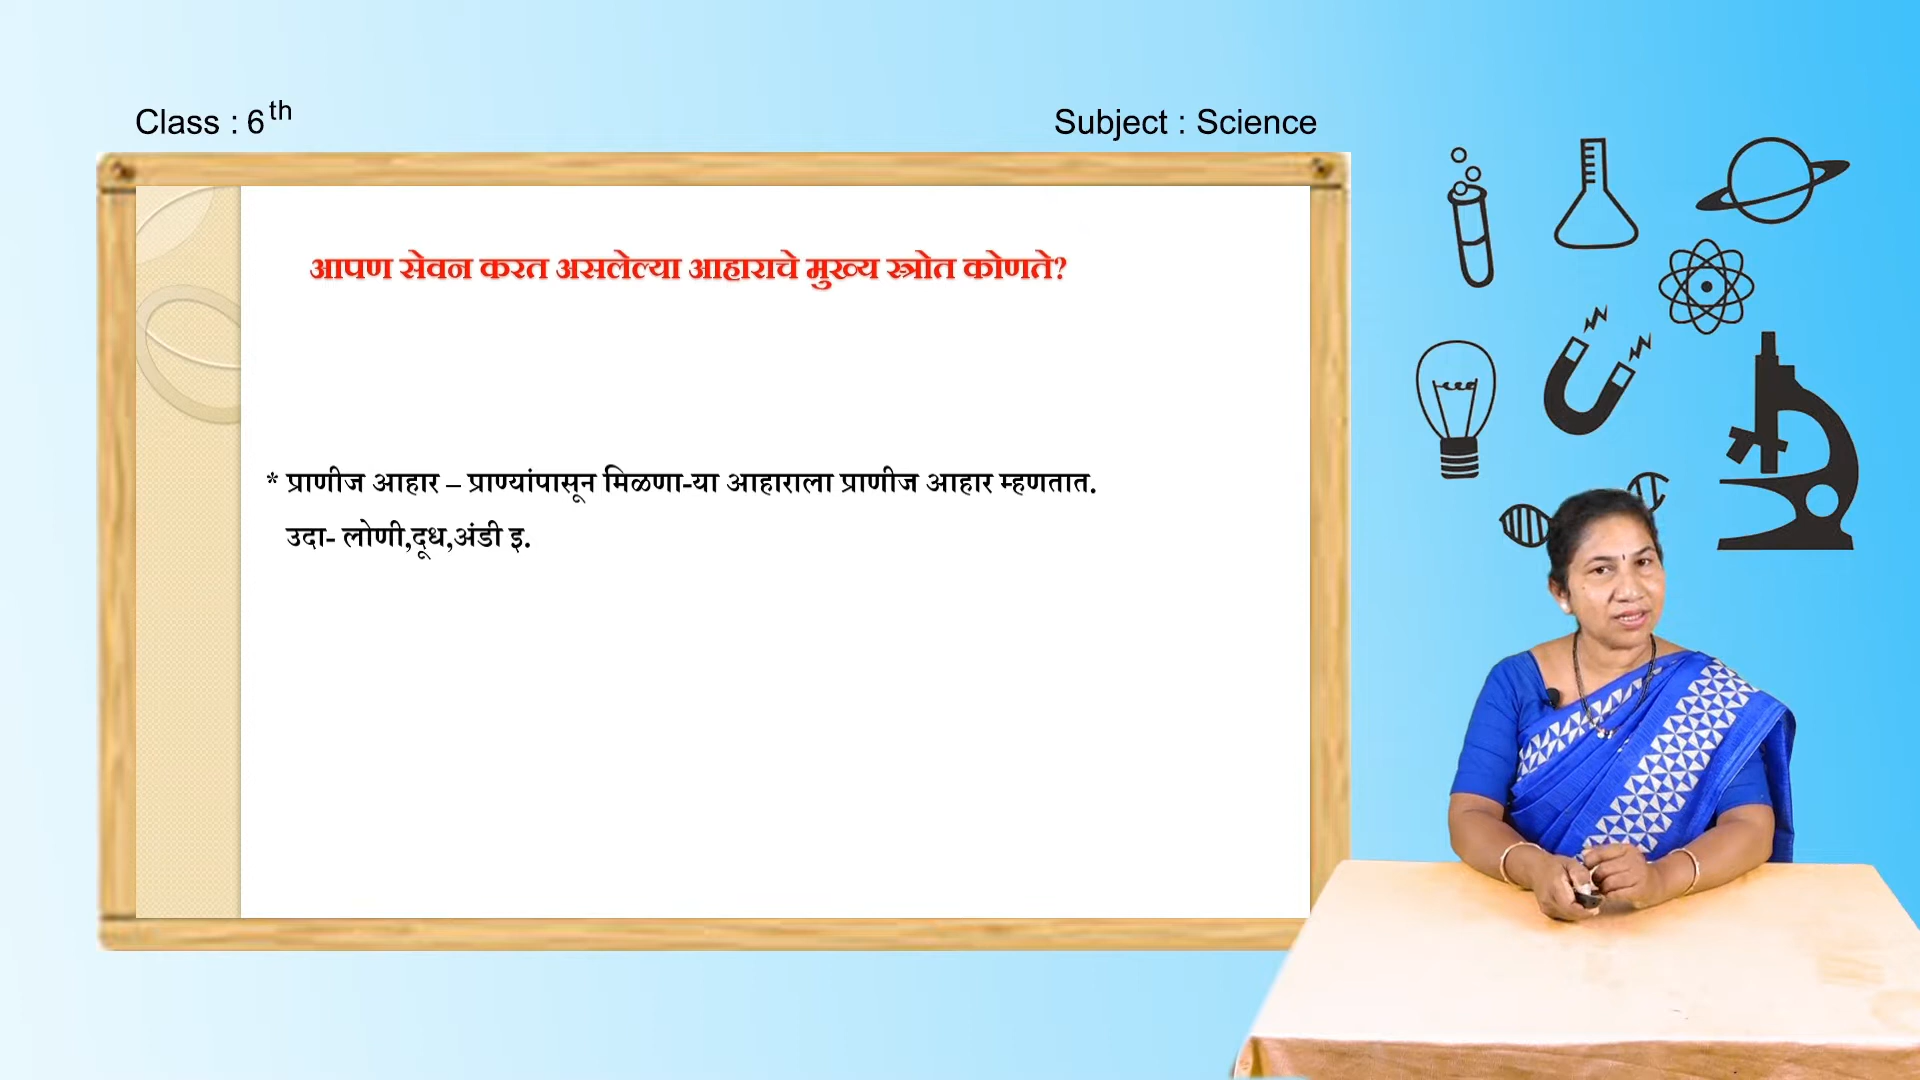 Class : 6th
Subject : Science
आपण सेवन करत असलेल्या आहाराचे मुख्य स्त्रोत कोणते?
* प्राणीज आहार – प्राण्यांपासून मिळणा-या आहाराला प्राणीज आहार म्हणतात.
उदा- लोणी,दूध,अंडी इ.